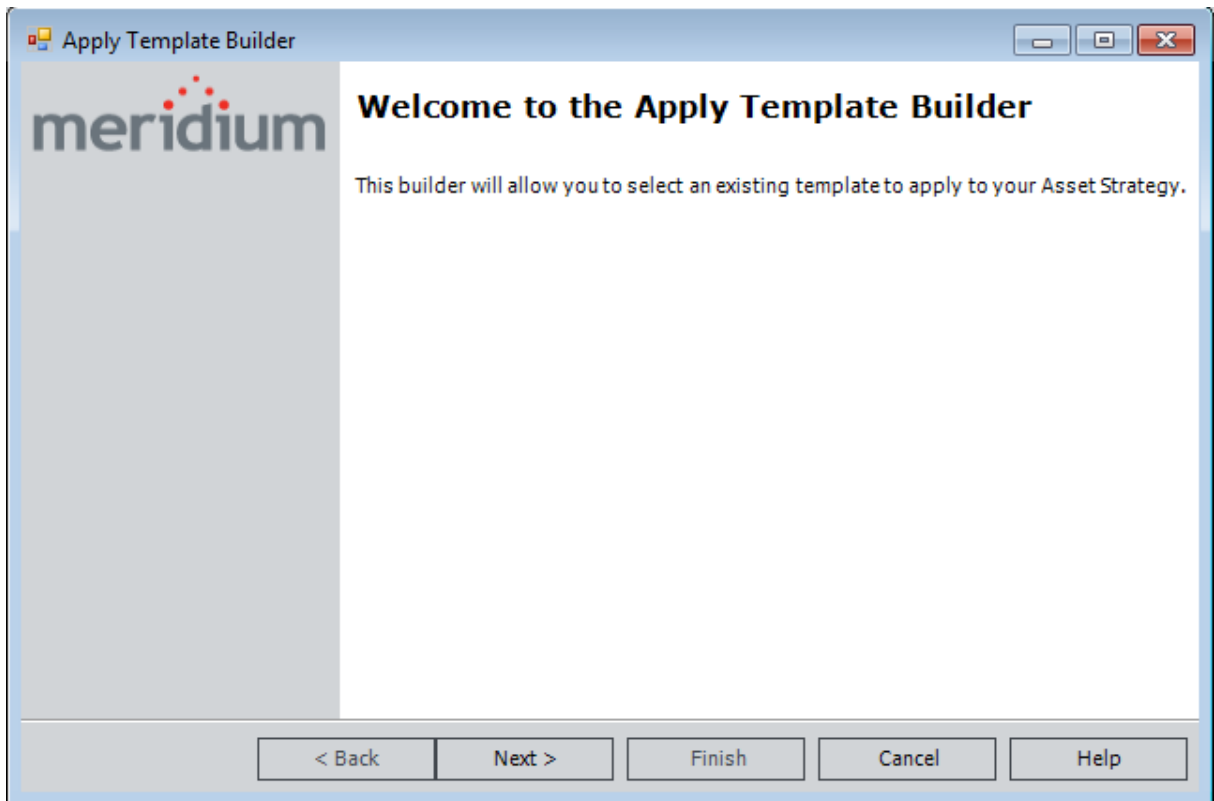 Apply Template Builder
meridium
Welcome to the Apply Template Builder
This builder will allow you to select an existing template to apply to your Asset Strategy.
< Back Next > Finish Cancel Help